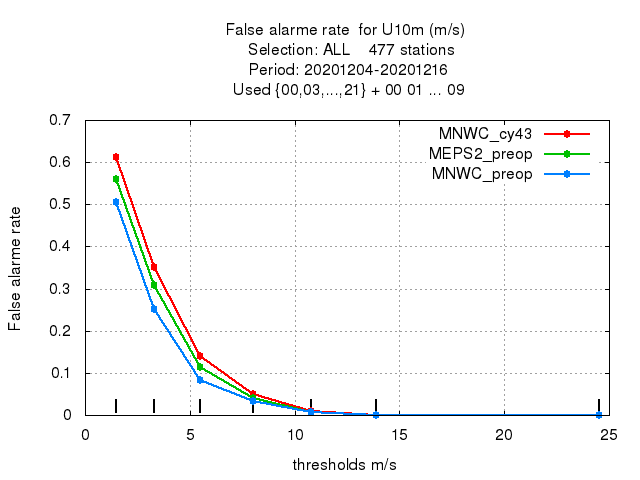 False alarme rate  for U10m (m/s)
Selection: ALL    477 stations
Period: 20201204-20201216
Used {00,03,...,21} + 00 01 ... 09
MNWC_cy43
MEPS2_preop
MNWC_preop
False alarme rate
0.7
0.6
0.5
0.4
0.3
0.2
0.1
0
0 5 10 15 20 25
thresholds m/s